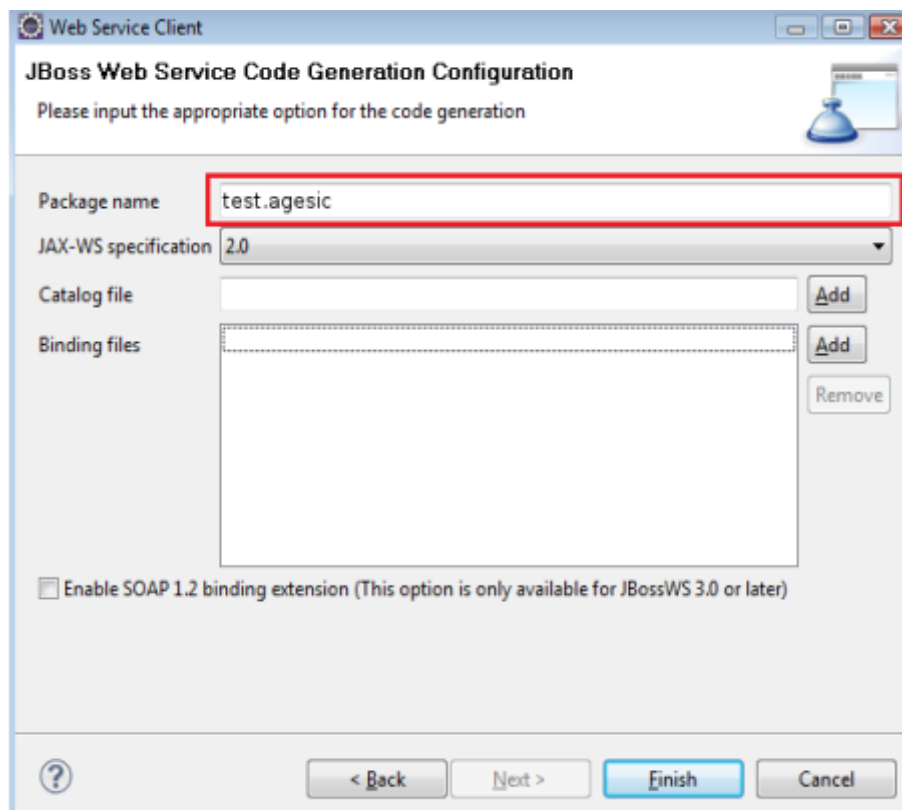 Web Service Client
JBoss Web Service Code Generation Configuration
Please input the appropriate option for the code generation
Package name test.agesic
JAX-WS specification 2.0
Catalog file Add
Binding files Add
Remove
Enable SOAP 1.2 binding extension (This option is only available for JBossWS 3.0 or later)
? < Back Next > Finish Cancel